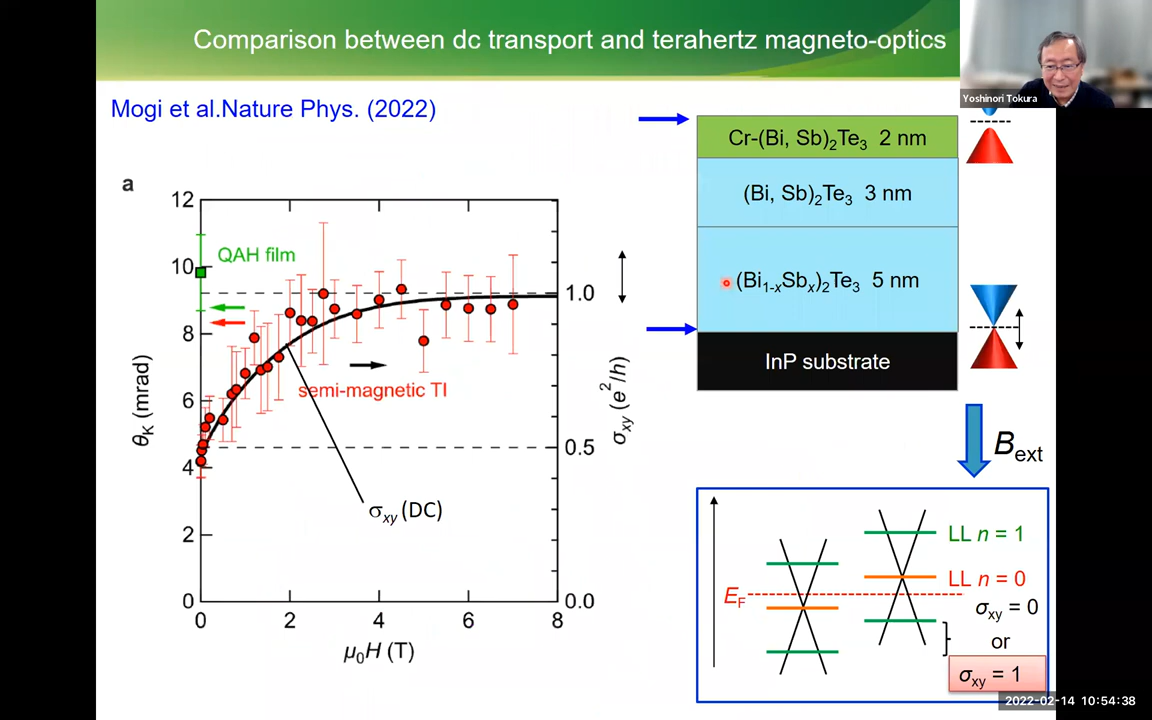 Comparison between dc transport and terahertz magneto-optics
Yoshinori Tokura
Mogi et al.Nature Phys. (2022)
a
12
10
8
6
4
2
0
θK (mrad)
QAH film
semi-magnetic TI
σxy (DC)
1.0
0.5
0.0
σxy (e²/h)
0
2
4
6
8
μ0H (T)
Cr-(Bi, Sb)2Te3 2 nm
(Bi, Sb)2Te3 3 nm
(Bi1-xSbx)2Te3 5 nm
InP substrate
Bext
LL n = 1
LL n = 0
EF
σxy = 0
or
σxy = 1
2022-02-14 10:54:38